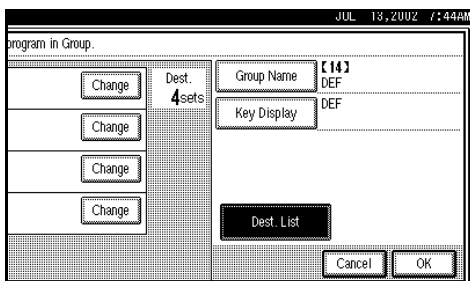 JUL 13,2002 7:44AM
program in Group.
Change
Dest.
4sets
Group Name
【14】
DEF
Change
Key Display
DEF
Change
Change
Dest. List
Cancel
OK